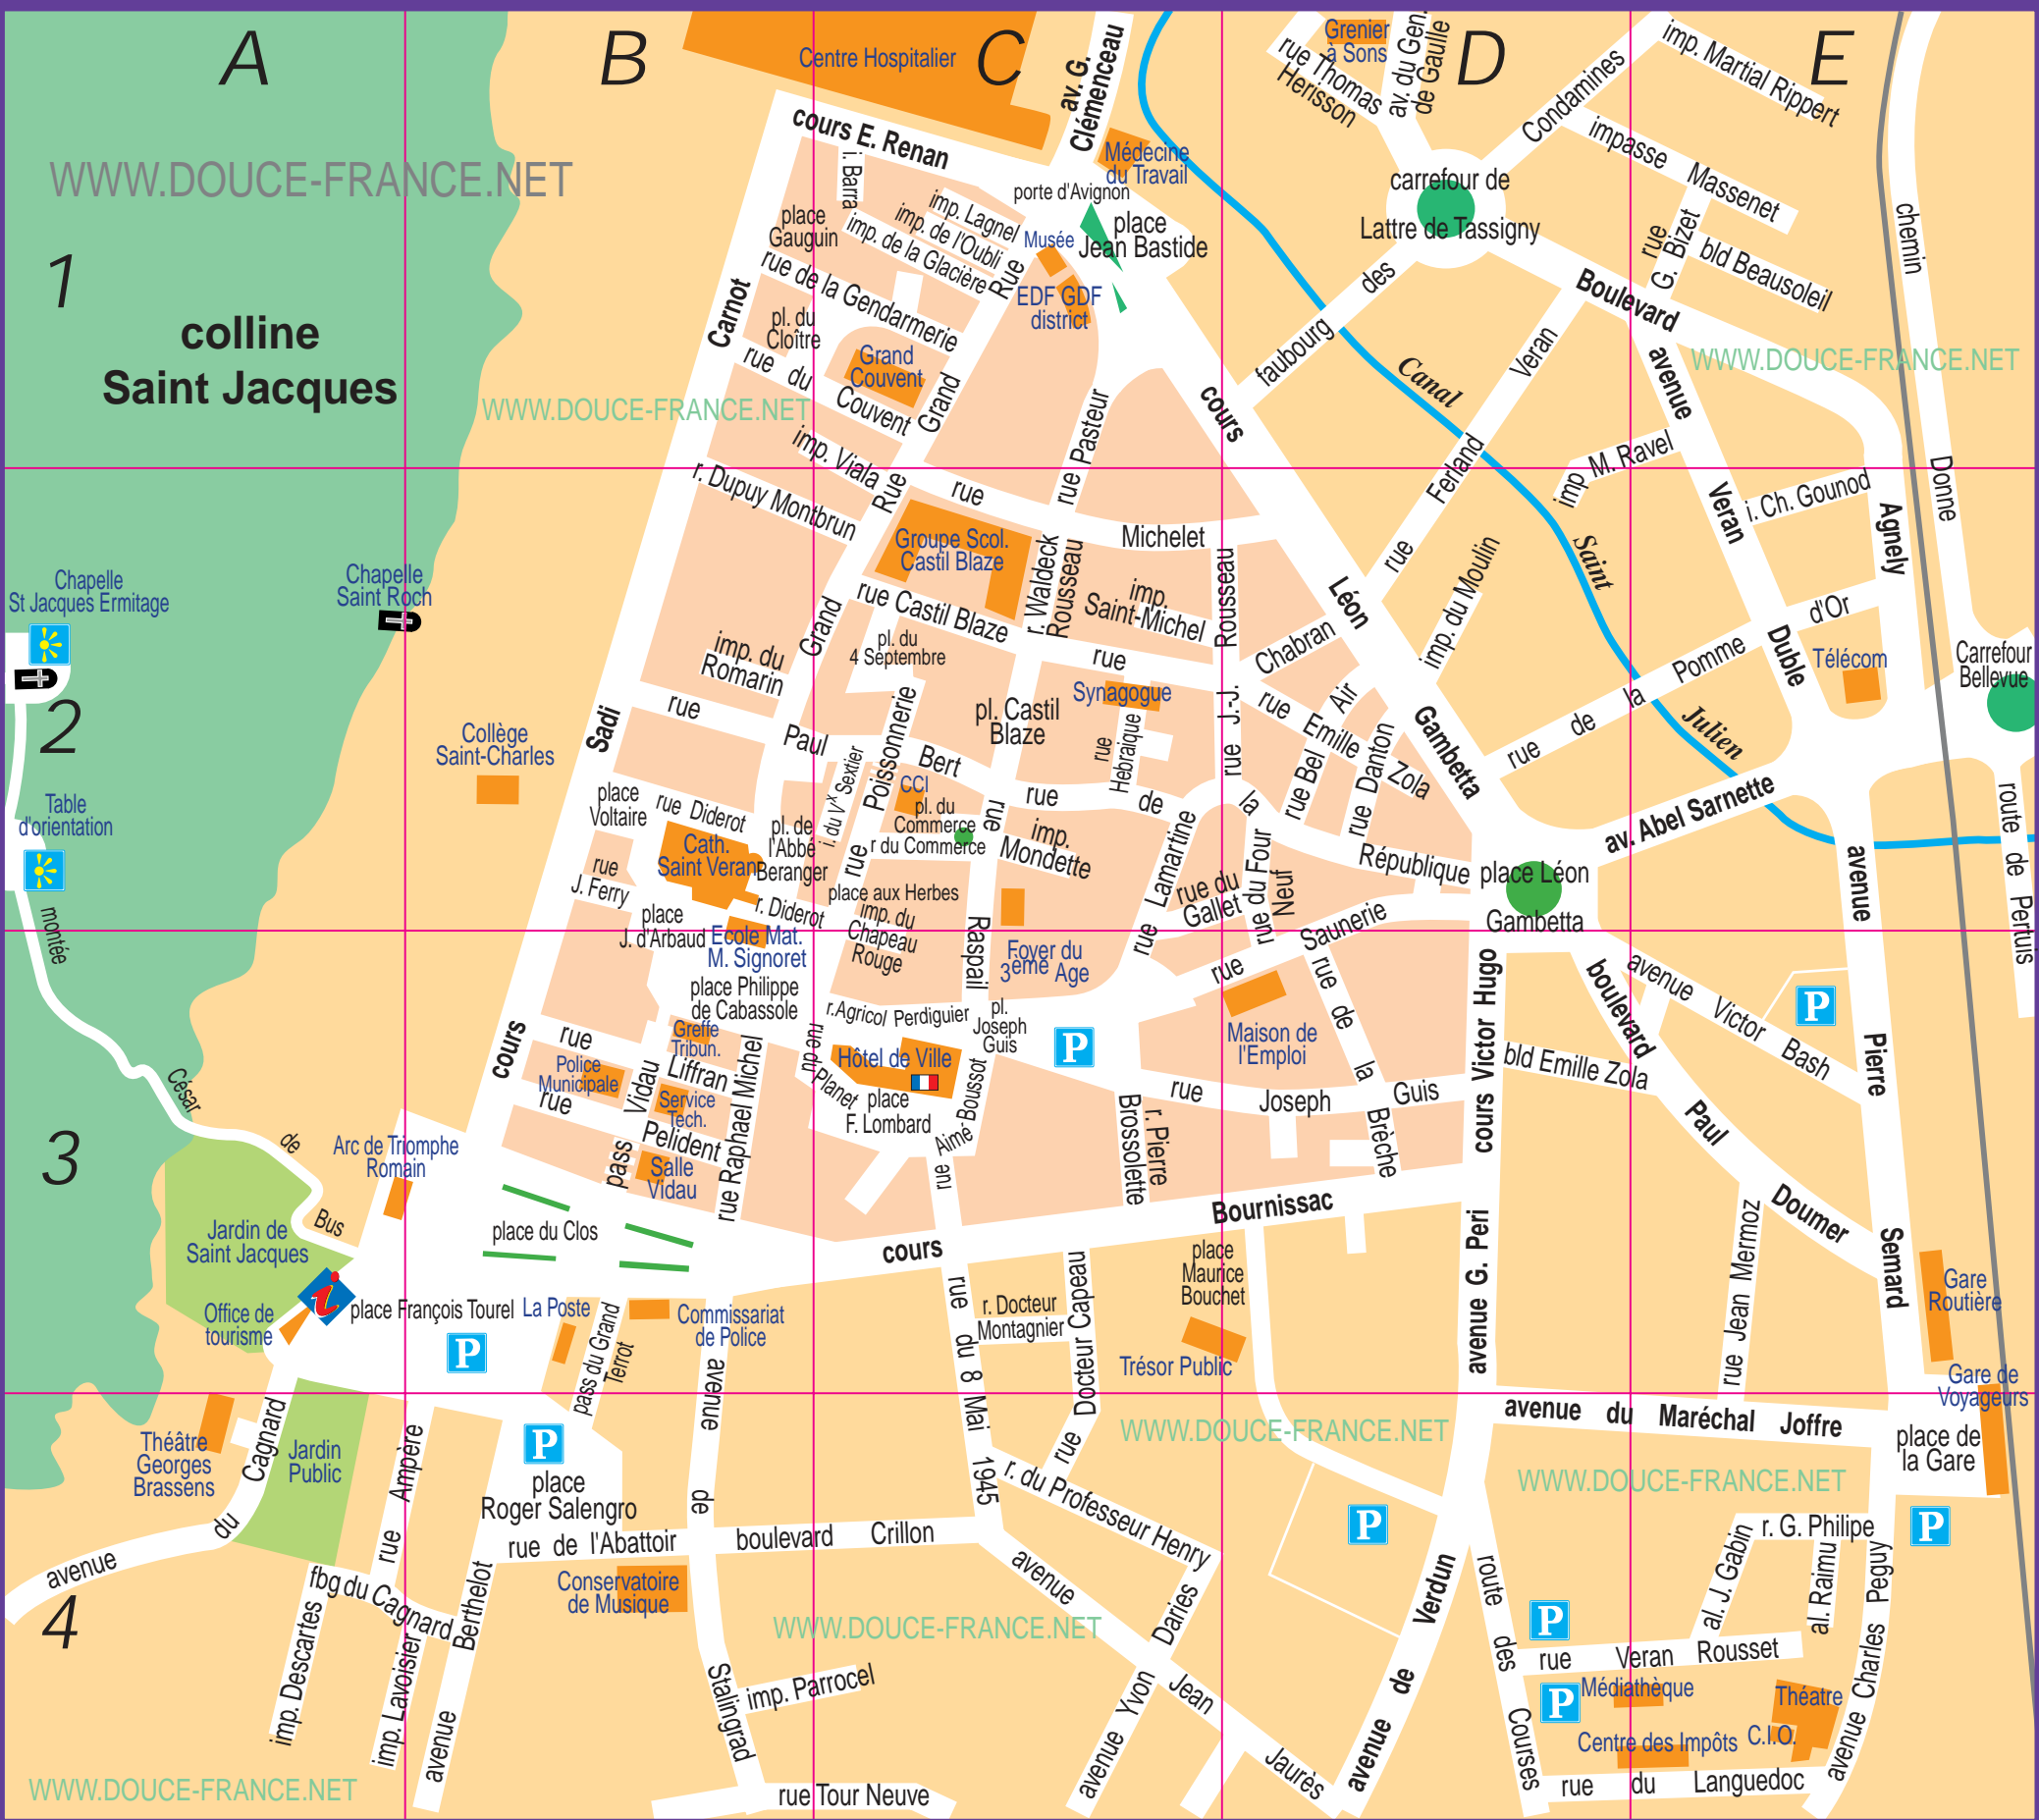 A
B
C
D
E
1
2
3
4
WWW.DOUCE-FRANCE.NET
colline
Saint Jacques
WWW.DOUCE-FRANCE.NET
Centre Hospitalier
av. G.
Clémenceau
cours E. Renan
Médecine
du Travail
porte d'Avignon
place
Jean Bastide
i. Barra
place
Gauguin
imp. Lagnel
imp. de l'Oubli
imp. de la Glacière
Musée
EDF GDF
district
rue de la Gendarmerie
pl. du
Cloître
Grand
Couvent
rue du
Couvent
Rue
Grand
Carnot
imp. Viala
rue Pasteur
cours
Grenier
à Sons
rue Thomas
Herisson
av. du Gen.
de Gaulle
Condamines
imp. Martial Rippert
impasse Massenet
carrefour de
Lattre de Tassigny
rue
G. Bizet
bld Beausoleil
Boulevard
faubourg des
Canal
Veran
avenue
chemin
WWW.DOUCE-FRANCE.NET
imp M. Ravel
Ferland
rue
Donne
Chapelle
St Jacques Ermitage
Chapelle
Saint Roch
Table
d'orientation
montée
Collège
Saint-Charles
r. Dupuy Montbrun
Rue
Grand
rue
Michelet
Groupe Scol.
Castil Blaze
r. Waldeck
Rousseau
rue Castil Blaze
rue
imp.
Saint-Michel
Rousseau
rue J.-J.
pl. du
4 Septembre
imp. du
Romarin
Sadi
rue Paul Bert
Poissonnerie
rue
i. du Vx Sextier
pl. Castil
Blaze
Synagogue
rue
Hebraique
Chabran
rue Emille Zola
rue Bel Air
rue Danton
Léon
Gambetta
imp. du Moulin
Saint
Julien
rue de la Pomme d'Or
Veran
Duble
i. Ch. Gounod
Agnely
Télécom
Carrefour
Bellevue
route de Pertuis
place
Voltaire
rue Diderot
Cath.
Saint Veran
pl. de
l'Abbé
Beranger
CCI
pl. du
Commerce
r du Commerce
rue
Raspail
imp.
Mondette
rue de la République
rue Lamartine
rue du
Gallet
rue du Four
Neuf
place Léon
Gambetta
av. Abel Sarnette
avenue
Pierre
Semard
rue
J. Ferry
place
J. d'Arbaud
r. Diderot
Ecole Mat.
M. Signoret
place aux Herbes
imp. du
Chapeau
Rouge
Foyer du
3ème Age
rue Saunerie
place Philippe
de Cabassole
r.Agricol Perdiguier
pl.
Joseph
Guis
P
Maison de
l'Emploi
rue de la Brèche
cours Victor Hugo
boulevard
Paul
Doumer
avenue Victor Bash
P
bld Emille Zola
cours
rue
Liffran
Greffe
Tribun.
Police
Municipale
Vidau
pass
Service
Tech.
rue
Pelident
Salle
Vidau
rue Raphael Michel
rue du
Planet
Hôtel de Ville
place
F. Lombard
rue
Aimé-Boussot
rue Joseph Guis
r. Pierre
Brossolette
Bournissac
cours
César
de
Bus
Arc de Triomphe
Romain
Jardin de
Saint Jacques
Office de
tourisme
i
place du Clos
place François Tourel
P
La Poste
pass du Grand
Terrot
Commissariat
de Police
avenue de
Stalingrad
rue du 8 Mai 1945
r. Docteur
Montagnier
rue
Docteur Capeau
place
Maurice
Bouchet
Trésor Public
avenue G. Peri
rue Jean Mermoz
Gare
Routière
Gare de
Voyageurs
place de
la Gare
avenue du Maréchal Joffre
WWW.DOUCE-FRANCE.NET
WWW.DOUCE-FRANCE.NET
Théâtre
Georges
Brassens
Jardin
Public
avenue du Cagnard
rue Ampère
P
place
Roger Salengro
rue de l'Abattoir
boulevard Crillon
Conservatoire
de Musique
fbg du Cagnard
imp. Descartes
imp. Lavoisier
avenue Berthelot
r. du Professeur Henry
avenue Jean Jaurès
avenue Yvon Daries
imp. Parrocel
rue Tour Neuve
WWW.DOUCE-FRANCE.NET
WWW.DOUCE-FRANCE.NET
P
avenue de Verdun
route des Courses
P
P
rue Veran Rousset
Médiathèque
Centre des Impôts
C.I.O.
Théatre
rue du Languedoc
al. J. Gabin
r. G. Philipe
al. Raimu
avenue Charles Pegny
P